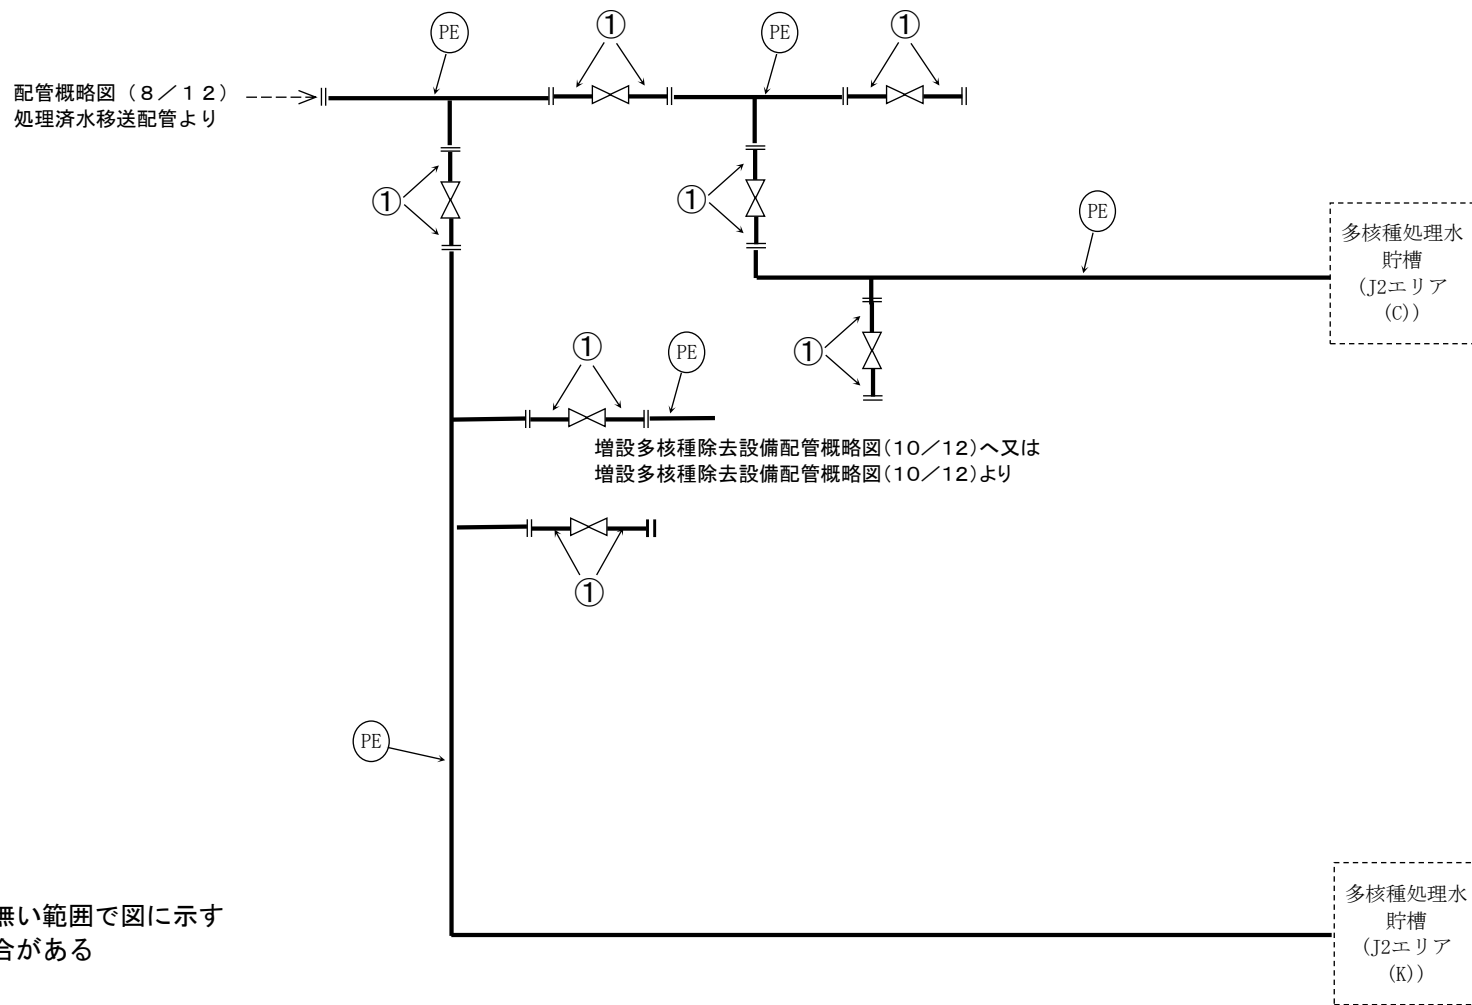 PE
①
PE
①
配管概略図（８／１２）
処理済水移送配管より
①
①
PE
多核種処理水
貯槽
（J2エリア
（C））
①
PE
①
増設多核種除去設備配管概略図（１０／１２）へ又は
増設多核種除去設備配管概略図（１０／１２）より
①
PE
多核種処理水
貯槽
（J2エリア
（K））
無い範囲で図に示す
合がある